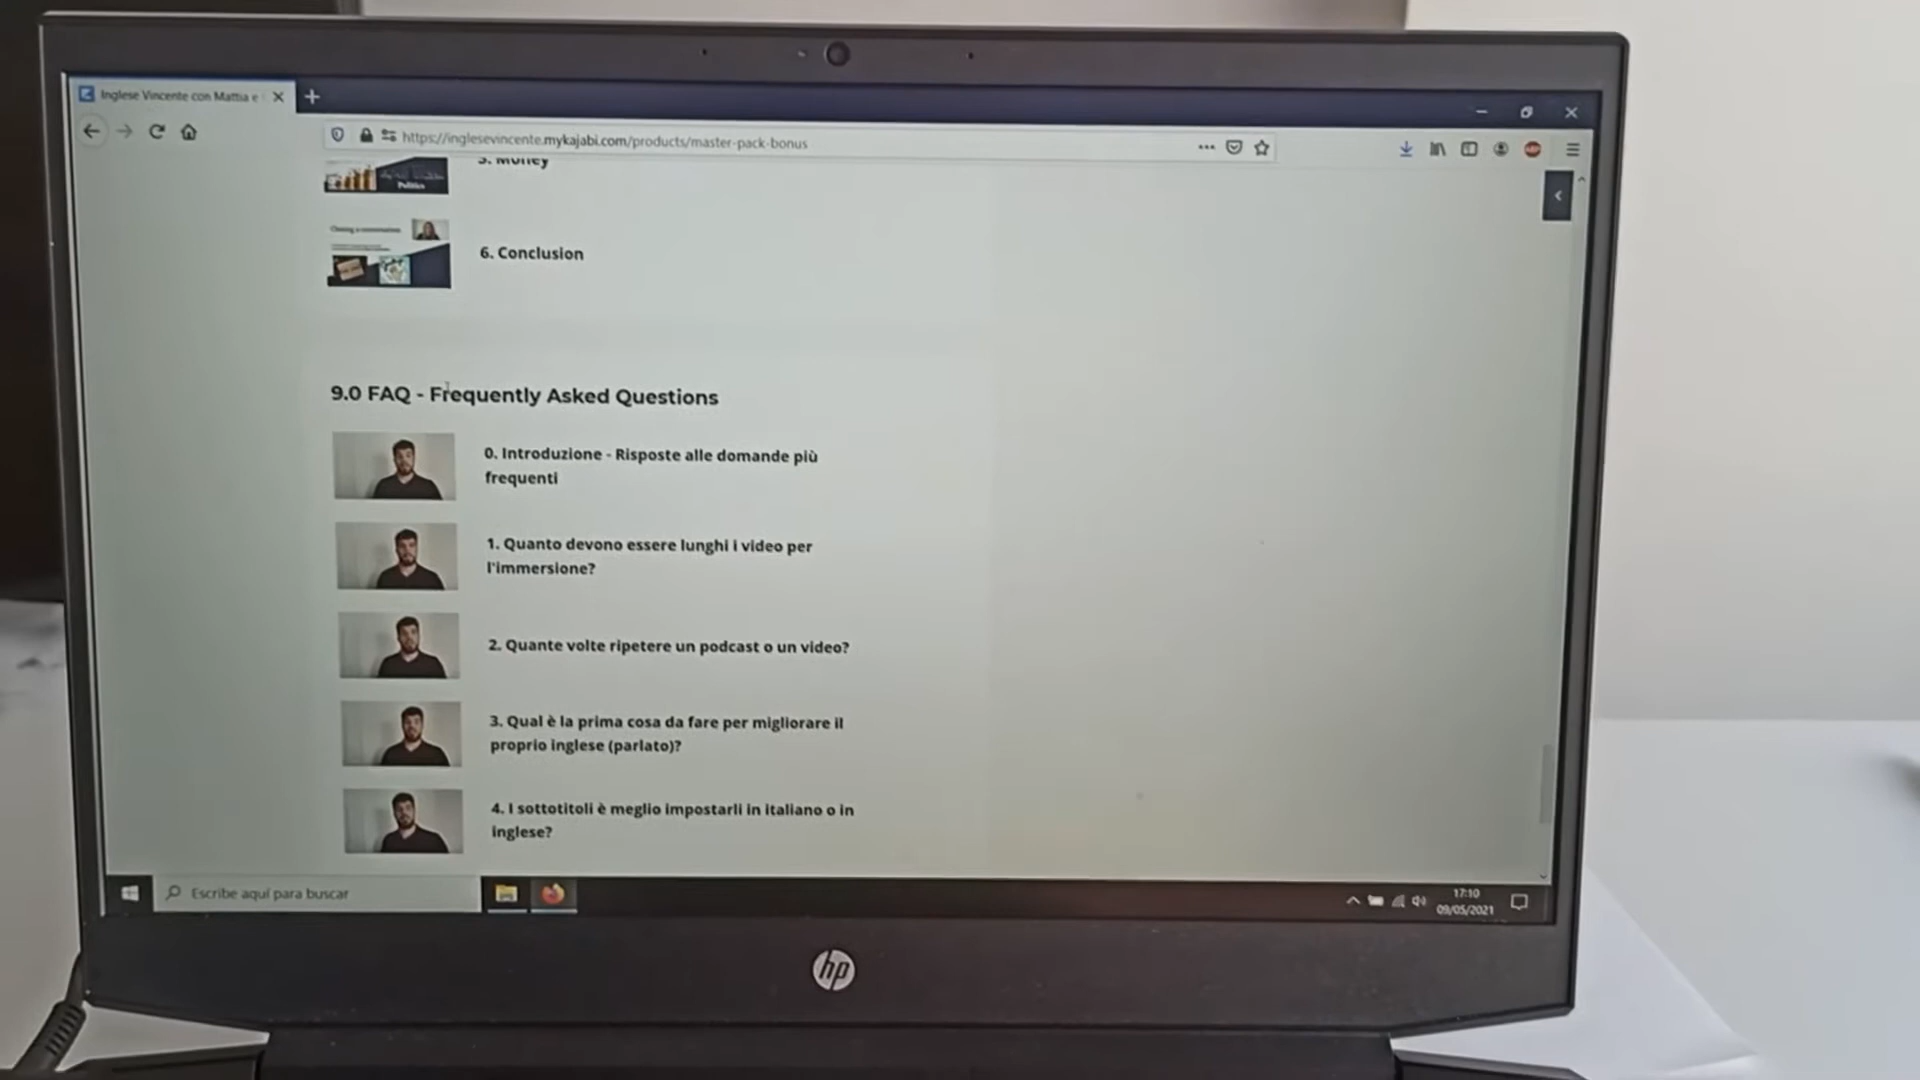 Inglese Vincente con Mattia e
https://inglesevincente.mykajabi.com/products/master-pack-bonus
5. Money
Politics
6. Conclusion
9.0 FAQ - Frequently Asked Questions
0. Introduzione - Risposte alle domande più
frequenti
1. Quanto devono essere lunghi i video per
l'immersione?
2. Quante volte ripetere un podcast o un video?
3. Qual è la prima cosa da fare per migliorare il
proprio inglese (parlato)?
4. I sottotitoli è meglio impostarli in italiano o in
inglese?
Escribe aquí para buscar
17:10
09/05/2021
hp